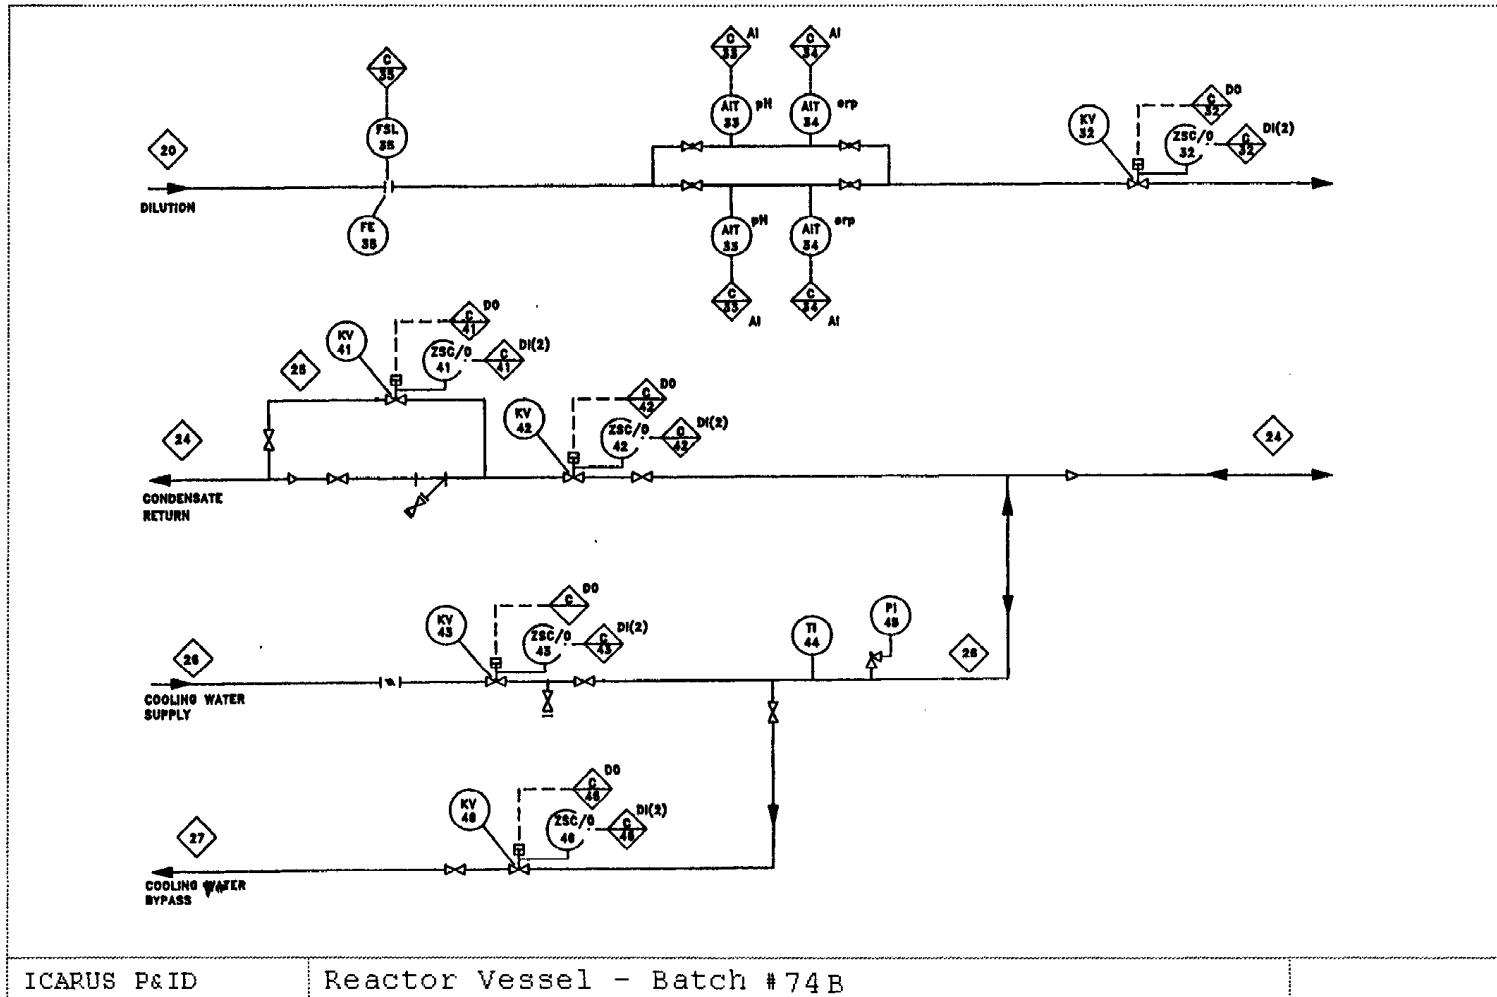 C
33
AI
C
34
AI
C
35
AIT
33
pH
AIT
34
orp
C
32
DO
KV
32
FSL
35
ZSC/O
32
C
32
DI(2)
20
DILUTION
FE
35
AIT
33
pH
AIT
34
orp
C
33
AI
C
34
AI
C
41
DO
KV
41
ZSC/O
41
C
41
DI(2)
25
C
42
DO
KV
42
ZSC/O
42
C
42
DI(2)
24
24
CONDENSATE
RETURN
C
DO
KV
43
ZSC/O
43
C
43
DI(2)
TI
44
PI
45
26
26
COOLING WATER
SUPPLY
C
46
DO
KV
46
ZSC/O
46
C
46
DI(2)
27
COOLING WATER
BYPASS
ICARUS P&ID
Reactor Vessel - Batch #74B